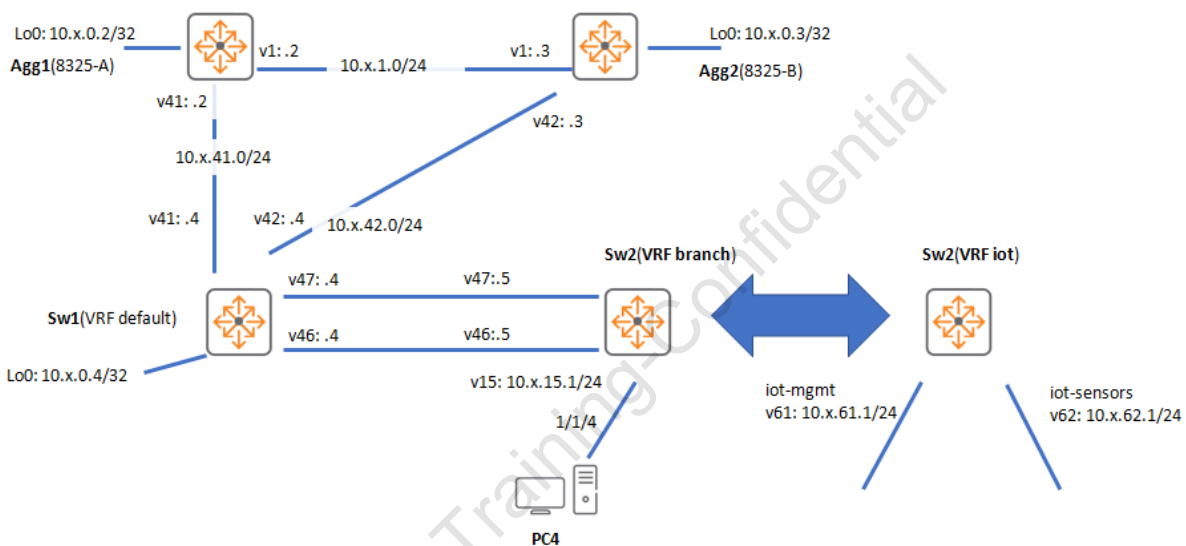 Lo0: 10.x.0.2/32
Agg1(8325-A)
v1: .2
10.x.1.0/24
v1: .3
Lo0: 10.x.0.3/32
Agg2(8325-B)
v41: .2
v42: .3
10.x.41.0/24
v41: .4
v42: .4
10.x.42.0/24
Sw2(VRF branch)
Sw2(VRF iot)
v47: .4
v47:.5
Sw1(VRF default)
v46: .4
v46:.5
Lo0: 10.x.0.4/32
v15: 10.x.15.1/24
1/1/4
PC4
iot-mgmt
v61: 10.x.61.1/24
iot-sensors
v62: 10.x.62.1/24
Training-Confidential